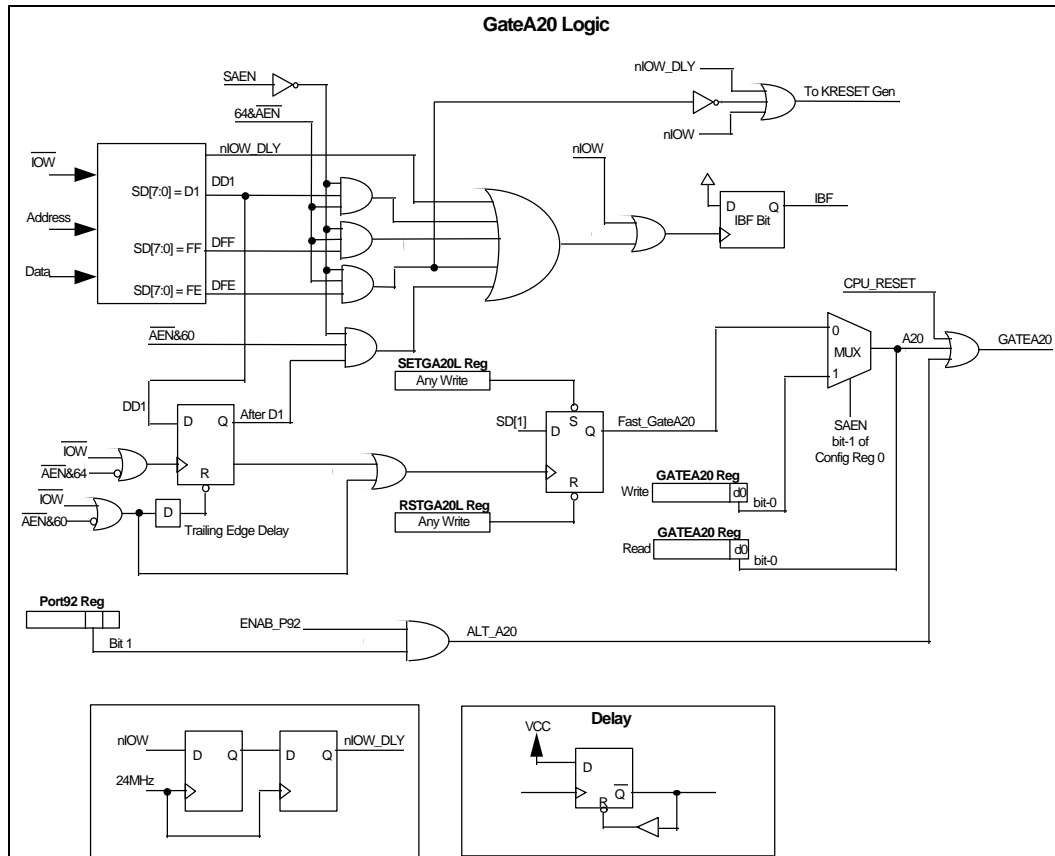 GateA20 Logic
nIOW_DLY
SAEN
To KRESET Gen
64&AEN
nIOW
nIOW_DLY
nIOW
IOW
DD1
SD[7:0] = D1
D Q
IBF
IBF Bit
Address
SD[7:0] = FF
DFF
Data
SD[7:0] = FE
DFE
CPU_RESET
AEN&60
0
A20
GATEA20
MUX
SETGA20L Reg
Any Write
1
DD1
After D1
D Q
SD[1]
D S Q
Fast_GateA20
SAEN
bit-1 of
Config Reg 0
IOW
AEN&64
R
R
GATEA20 Reg
Write
d0
bit-0
IOW
RSTGA20L Reg
Any Write
AEN&60
D
Trailing Edge Delay
GATEA20 Reg
Read
d0
bit-0
Port92 Reg
ENAB_P92
ALT_A20
Bit 1
Delay
VCC
nIOW
D Q
D Q
nIOW_DLY
D
24MHz
Q
R